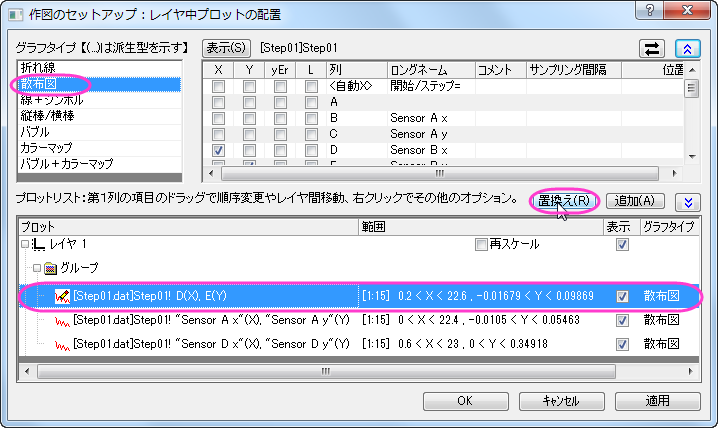 作図のセットアップ：レイヤ中プロットの配置
グラフタイプ【(...)は派生型を示す】
表示(S) [Step01]Step01
折れ線
散布図
線＋シンボル
縦棒/横棒
バブル
カラーマップ
バブル＋カラーマップ
X Y yEr L 列 ロングネーム コメント サンプリング間隔 位置
<自動X> 開始/ステップ=
A
B Sensor A x
C Sensor A y
D Sensor B x
プロットリスト：第1列の項目のドラッグで順序変更やレイヤ間移動、右クリックでその他のオプション。
置換え(R) 追加(A)
プロット 範囲 表示 グラフタイプ
レイヤ 1 再スケール
グループ
[Step01.dat]Step01! D(X), E(Y) [1:15] 0.2 < X < 22.6 , -0.01679 < Y < 0.09869 散布図
[Step01.dat]Step01! "Sensor A x"(X), "Sensor A y"(Y) [1:15] 0 < X < 22.4 , -0.0105 < Y < 0.05463 散布図
[Step01.dat]Step01! "Sensor D x"(X), "Sensor D y"(Y) [1:15] 0.6 < X < 23 , 0 < Y < 0.34918 散布図
OK キャンセル 適用